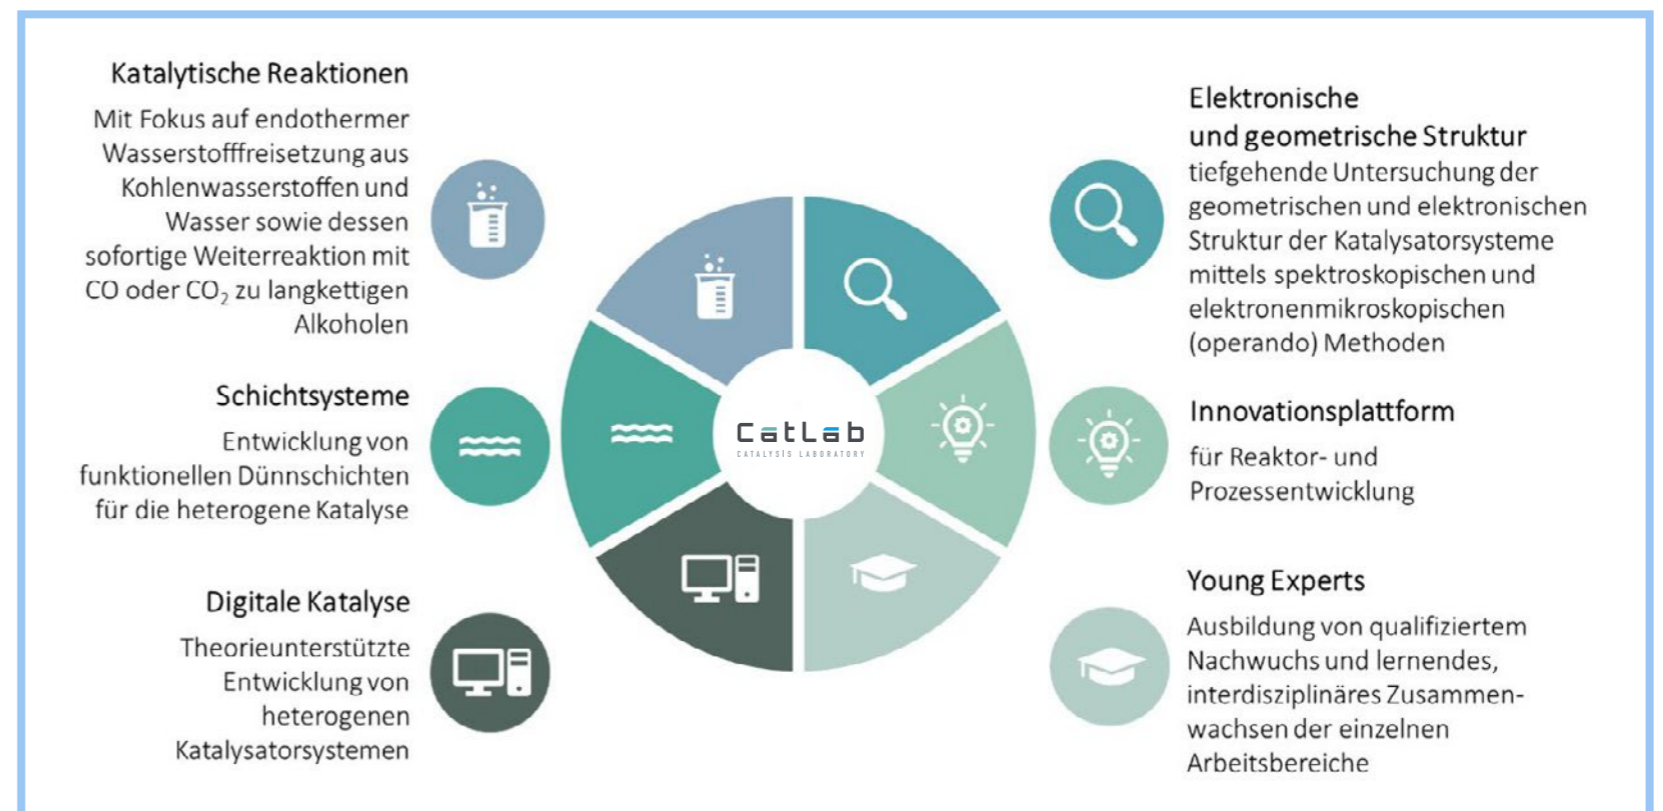 Katalytische Reaktionen
Mit Fokus auf endothermer
Wasserstofffreisetzung aus
Kohlenwasserstoffen und
Wasser sowie dessen
sofortige Weiterreaktion mit
CO oder CO₂ zu langkettigen
Alkoholen
Schichtsysteme
Entwicklung von
funktionellen Dünnschichten
für die heterogene Katalyse
Digitale Katalyse
Theorieunterstützte
Entwicklung von
heterogenen
Katalysatorsystemen
CatLab
CATALYSIS LABORATORY
Elektronische
und geometrische Struktur
tiefgehende Untersuchung der
geometrischen und elektronischen
Struktur der Katalysatorsysteme
mittels spektroskopischen und
elektronenmikroskopischen
(operando) Methoden
Innovationsplattform
für Reaktor- und
Prozessentwicklung
Young Experts
Ausbildung von qualifiziertem
Nachwuchs und lernendes,
interdisziplinäres Zusammen-
wachsen der einzelnen
Arbeitsbereiche